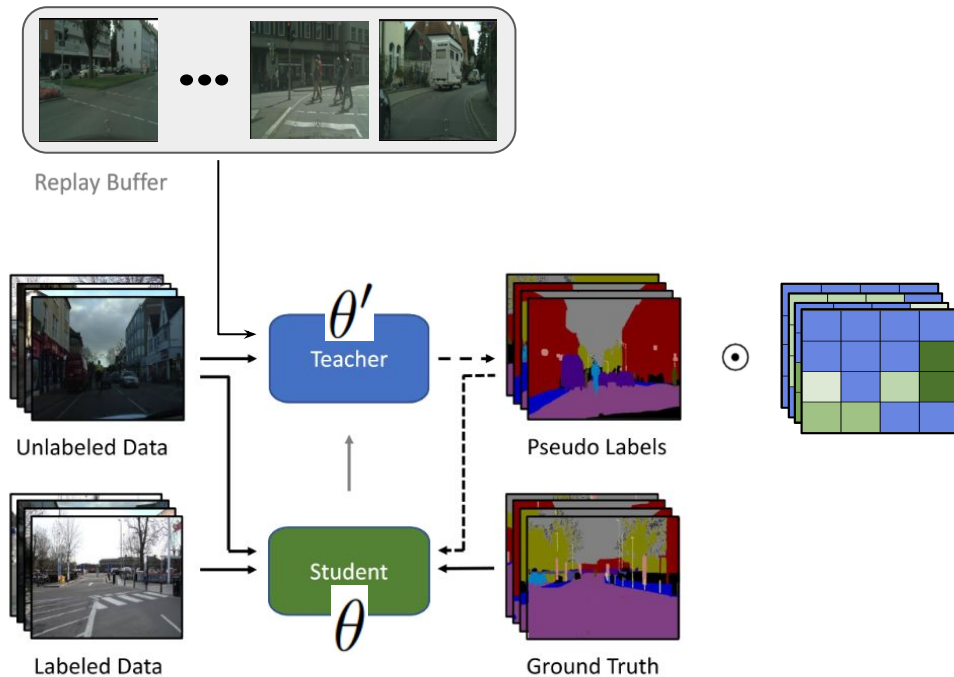 Replay Buffer
θ′
Teacher
Unlabeled Data
Pseudo Labels
Student
θ
Labeled Data
Ground Truth